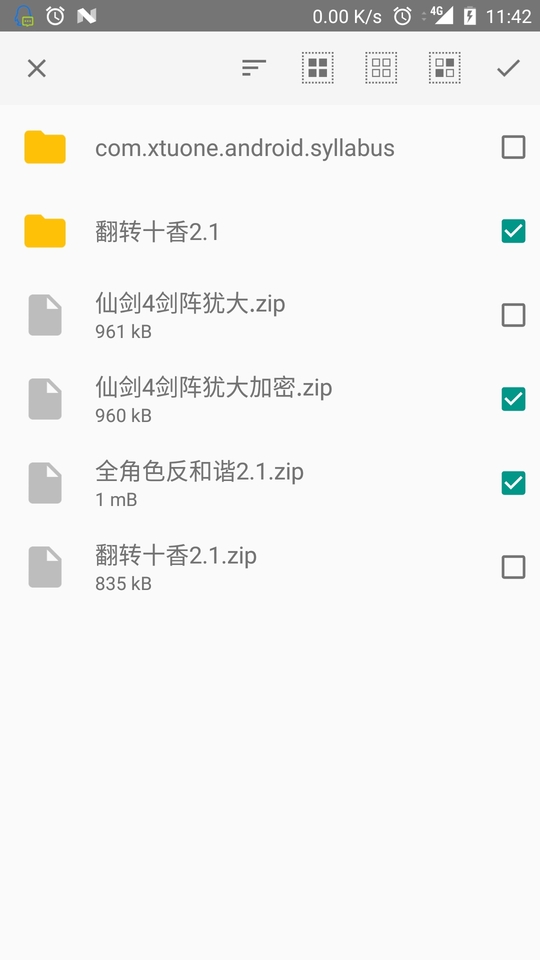 0.00 K/s
4G
11:42
com.xtuone.android.syllabus
翻转十香2.1
仙剑4剑阵犹大.zip
961 kB
仙剑4剑阵犹大加密.zip
960 kB
全角色反和谐2.1.zip
1 mB
翻转十香2.1.zip
835 kB